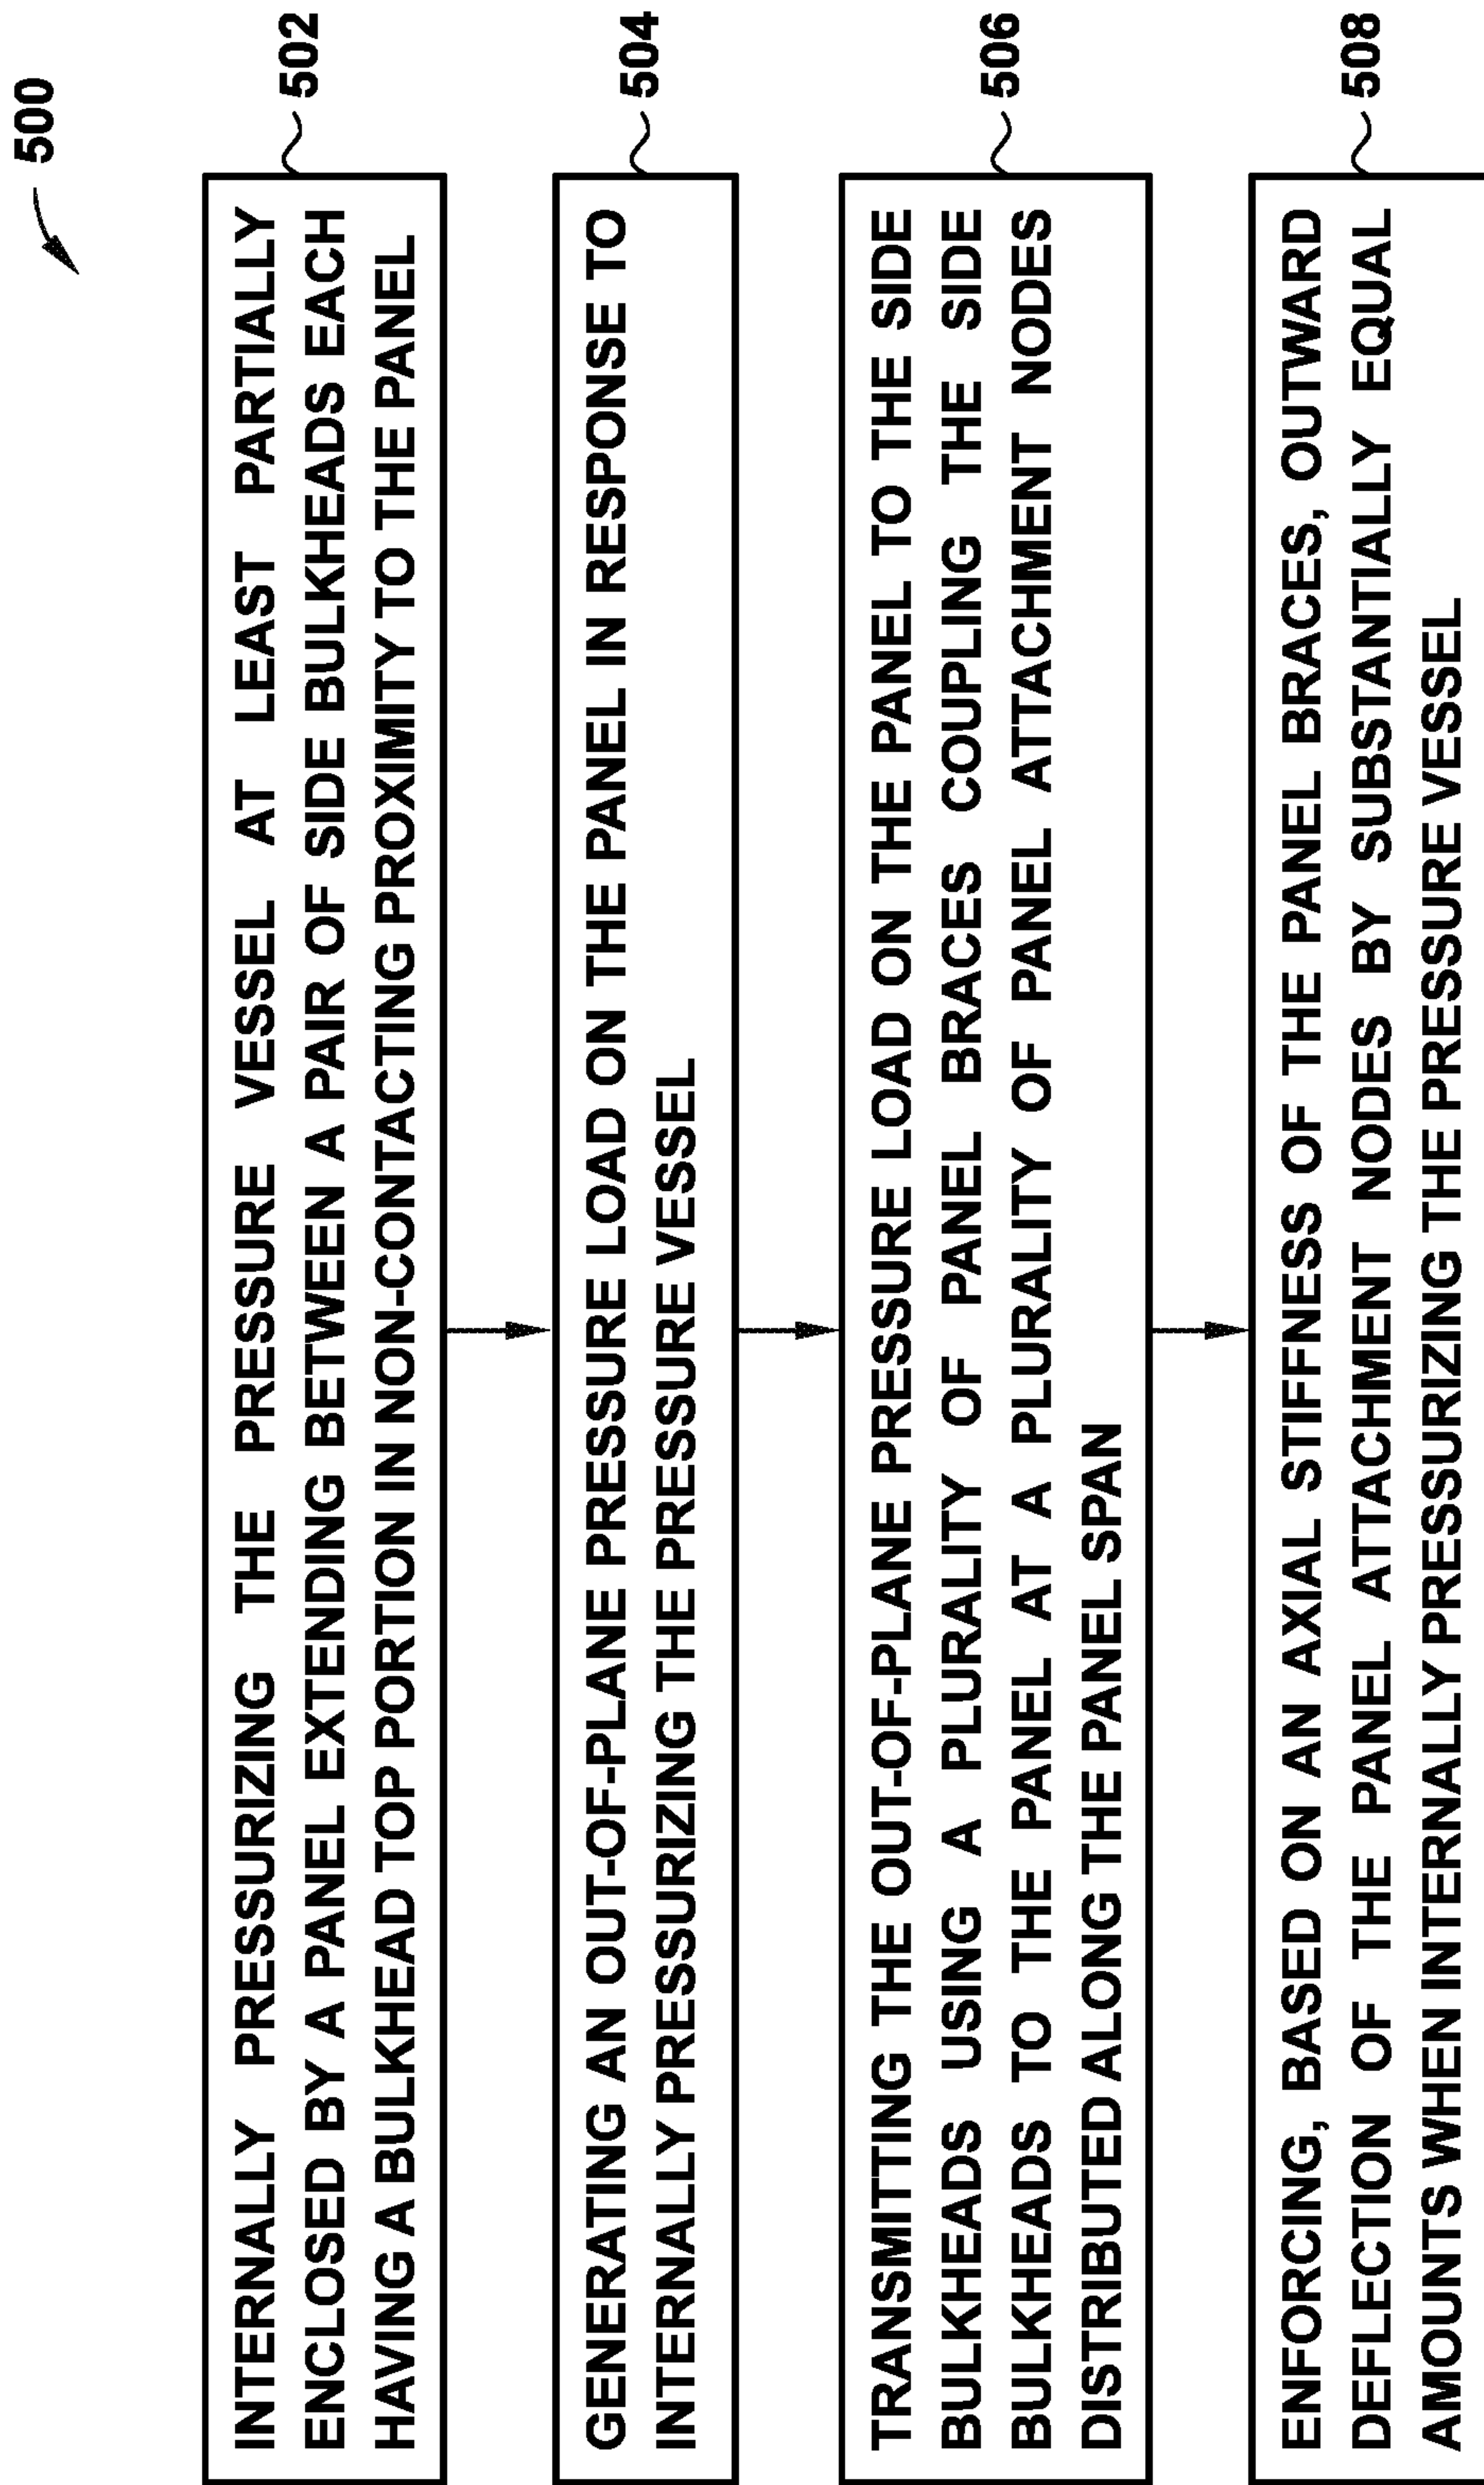 500
INTERNALLY PRESSURIZING THE PRESSURE VESSEL AT LEAST PARTIALLY
ENCLOSED BY A PANEL EXTENDING BETWEEN A PAIR OF SIDE BULKHEADS EACH
HAVING A BULKHEAD TOP PORTION IN NON-CONTACTING PROXIMITY TO THE PANEL
502
GENERATING AN OUT-OF-PLANE PRESSURE LOAD ON THE PANEL IN RESPONSE TO
INTERNALLY PRESSURIZING THE PRESSURE VESSEL
504
TRANSMITTING THE OUT-OF-PLANE PRESSURE LOAD ON THE PANEL TO THE SIDE
BULKHEADS USING A PLURALITY OF PANEL BRACES COUPLING THE SIDE
BULKHEADS TO THE PANEL AT A PLURALITY OF PANEL ATTACHMENT NODES
DISTRIBUTED ALONG THE PANEL SPAN
506
ENFORCING, BASED ON AN AXIAL STIFFNESS OF THE PANEL BRACES, OUTWARD
DEFLECTION OF THE PANEL ATTACHMENT NODES BY SUBSTANTIALLY EQUAL
AMOUNTS WHEN INTERNALLY PRESSURIZING THE PRESSURE VESSEL
508